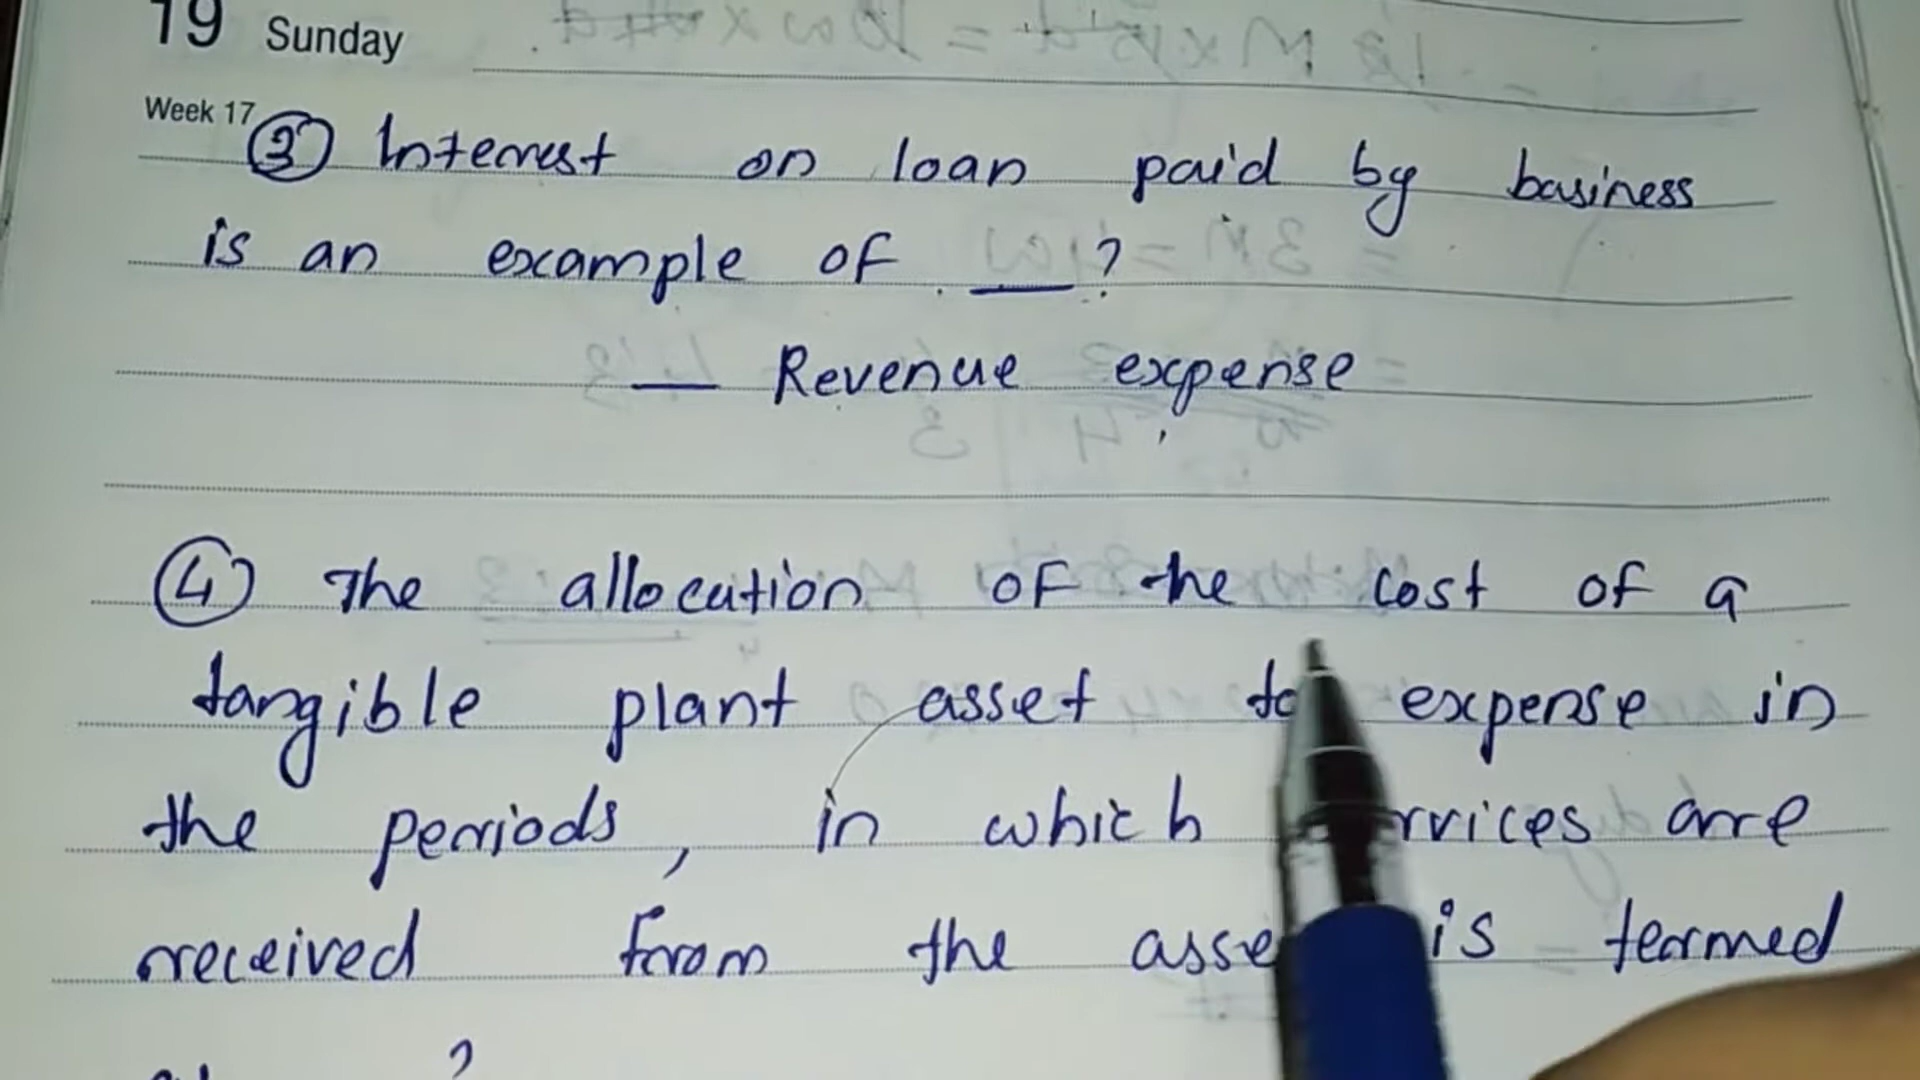 19 Sunday
Week 17
③ Interest on loan paid by business
is an example of ___?
— Revenue expense
④ The allocation of the cost of a
tangible plant asset to expense in
the periods, in which rvices are
received from the asse is termed
?